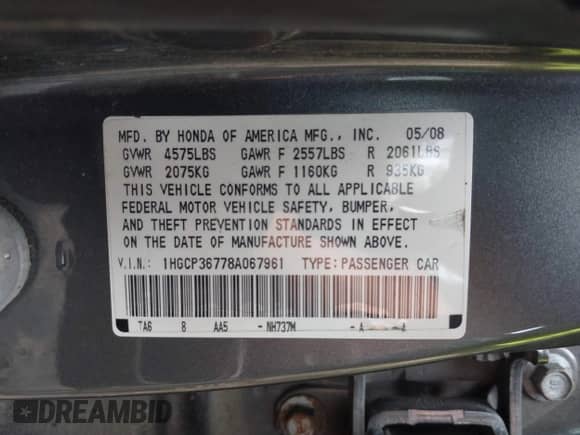 MFD. BY HONDA OF AMERICA MFG., INC. 05/08
GVWR 4575LBS GAWR F 2557LBS R 2061LBS
GVWR 2075KG GAWR F 1160KG R 935KG
THIS VEHICLE CONFORMS TO ALL APPLICABLE
FEDERAL MOTOR VEHICLE SAFETY, BUMPER,
AND THEFT PREVENTION STANDARDS IN EFFECT
ON THE DATE OF MANUFACTURE SHOWN ABOVE.
V.I.N.: 1HGCP36778A067961 TYPE: PASSENGER CAR
TA6 8 AA5 - NH737M - A A
DREAMBID